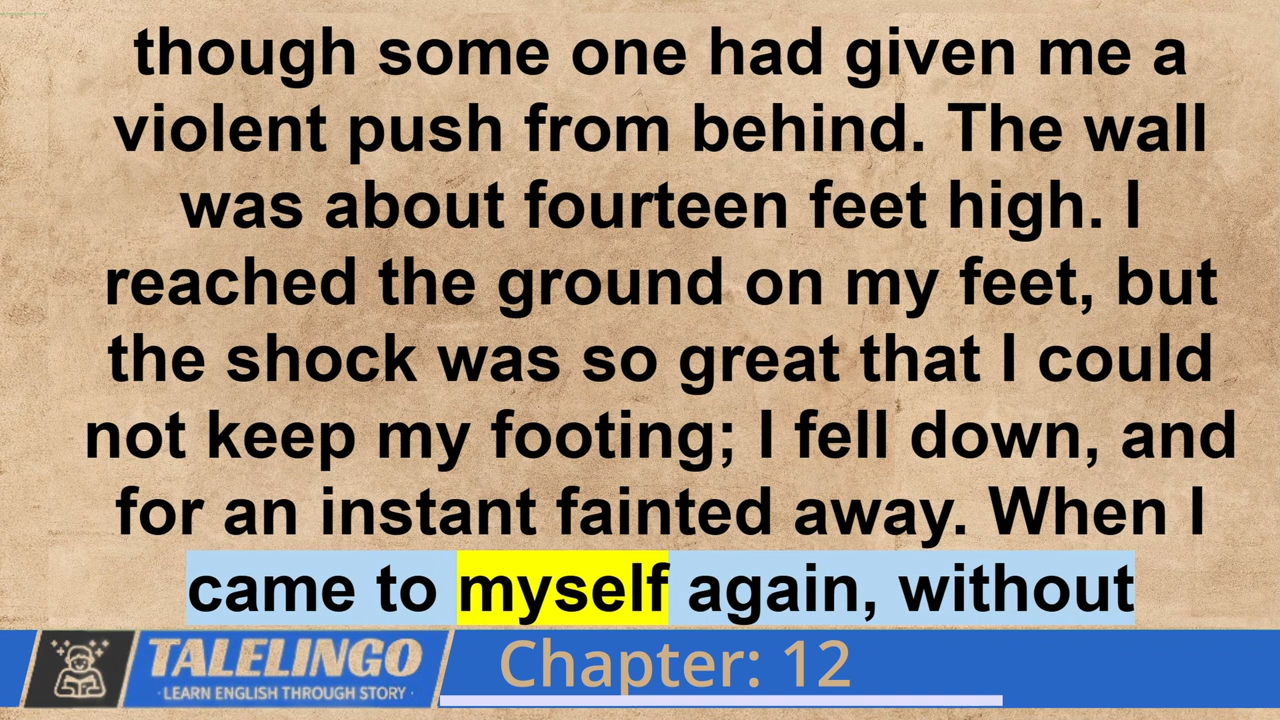 though some one had given me a
violent push from behind. The wall
was about fourteen feet high. I
reached the ground on my feet, but
the shock was so great that I could
not keep my footing; I fell down, and
for an instant fainted away. When I
came to myself again, without
TALELINGO
· LEARN ENGLISH THROUGH STORY ·
Chapter: 12